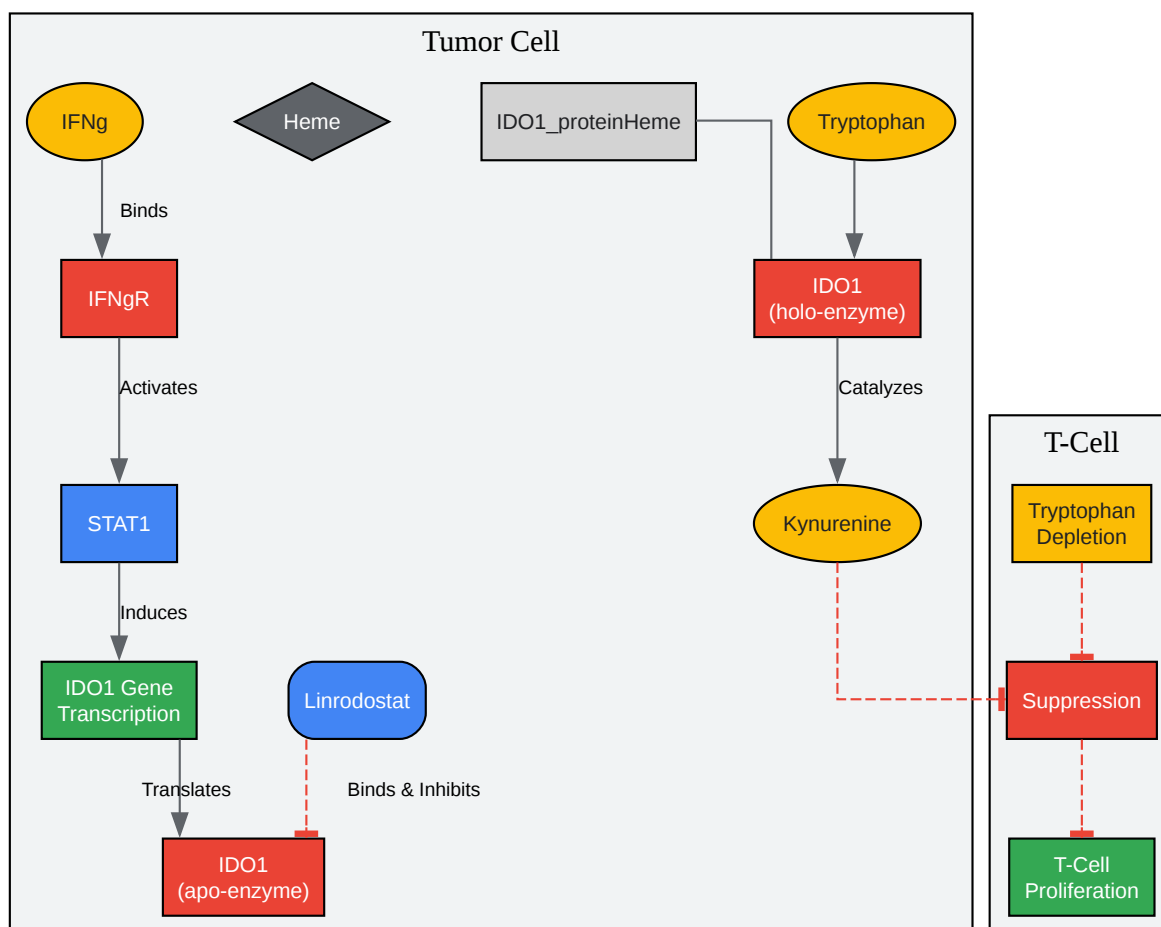 Tumor Cell
IFNg
Heme
IDO1_proteinHeme
Tryptophan
Binds
IFNgR
IDO1
(holo-enzyme)
Activates
Catalyzes
T-Cell
STAT1
Kynurenine
Tryptophan
Depletion
Induces
IDO1 Gene
Transcription
Linrodostat
Suppression
Translates
Binds & Inhibits
IDO1
(apo-enzyme)
T-Cell
Proliferation